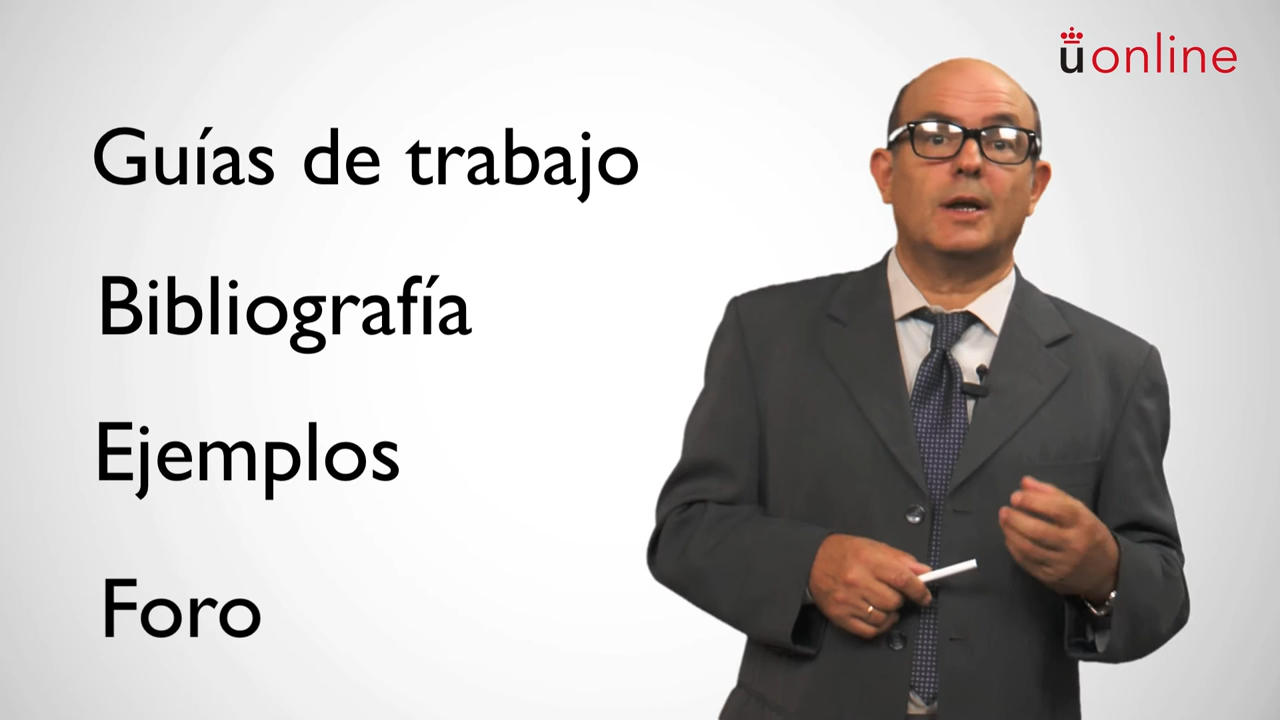 üonline
Guías de trabajo
Bibliografía
Ejemplos
Foro